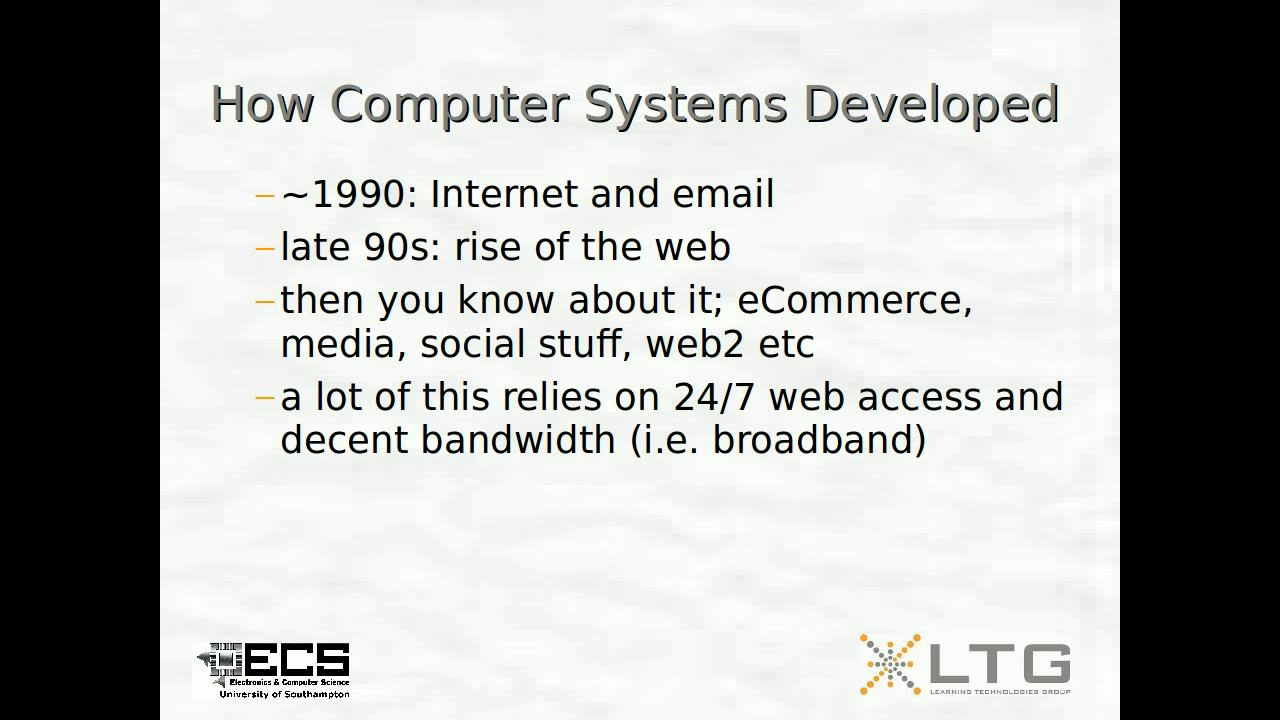 How Computer Systems Developed
– ~1990: Internet and email
– late 90s: rise of the web
– then you know about it; eCommerce,
media, social stuff, web2 etc
– a lot of this relies on 24/7 web access and
decent bandwidth (i.e. broadband)
ECS
Electronics & Computer Science
University of Southampton
LTG
LEARNING TECHNOLOGIES GROUP